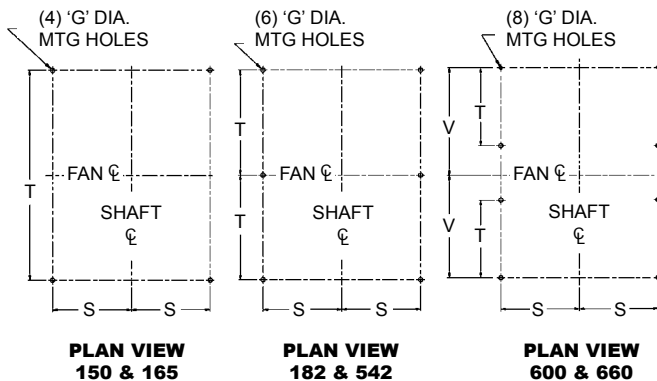 (4) ‘G’ DIA.
MTG HOLES
T
FAN ℄
SHAFT
℄
S
S
PLAN VIEW
150 & 165
(6) ‘G’ DIA.
MTG HOLES
T
T
FAN ℄
SHAFT
℄
S
S
PLAN VIEW
182 & 542
(8) ‘G’ DIA.
MTG HOLES
V
T
FAN ℄
V
T
SHAFT
℄
S
S
PLAN VIEW
600 & 660